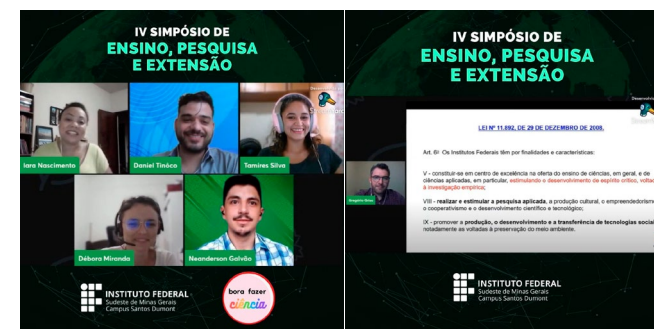 IV SIMPÓSIO DE
ENSINO, PESQUISA
E EXTENSÃO
Iara Nascimento
Daniel Tinôco
Tamires Silva
Débora Miranda
Neanderson Galvão
INSTITUTO FEDERAL
Sudeste de Minas Gerais
Campus Santos Dumont
bora fazer
ciência
IV SIMPÓSIO DE
ENSINO, PESQUISA
E EXTENSÃO
LEI Nº 11.892, DE 29 DE DEZEMBRO DE 2008.
Art. 6º Os Institutos Federais têm por finalidades e características:
V - constituir-se em centro de excelência na oferta do ensino de ciências, em geral, e de
ciências aplicadas, em particular, estimulando o desenvolvimento de espírito crítico, voltad
à investigação empírica;
VIII - realizar e estimular a pesquisa aplicada, a produção cultural, o empreendedorismo
o cooperativismo e o desenvolvimento científico e tecnológico;
IX - promover a produção, o desenvolvimento e a transferência de tecnologias sociai
notadamente as voltadas à preservação do meio ambiente.
INSTITUTO FEDERAL
Sudeste de Minas Gerais
Campus Santos Dumont